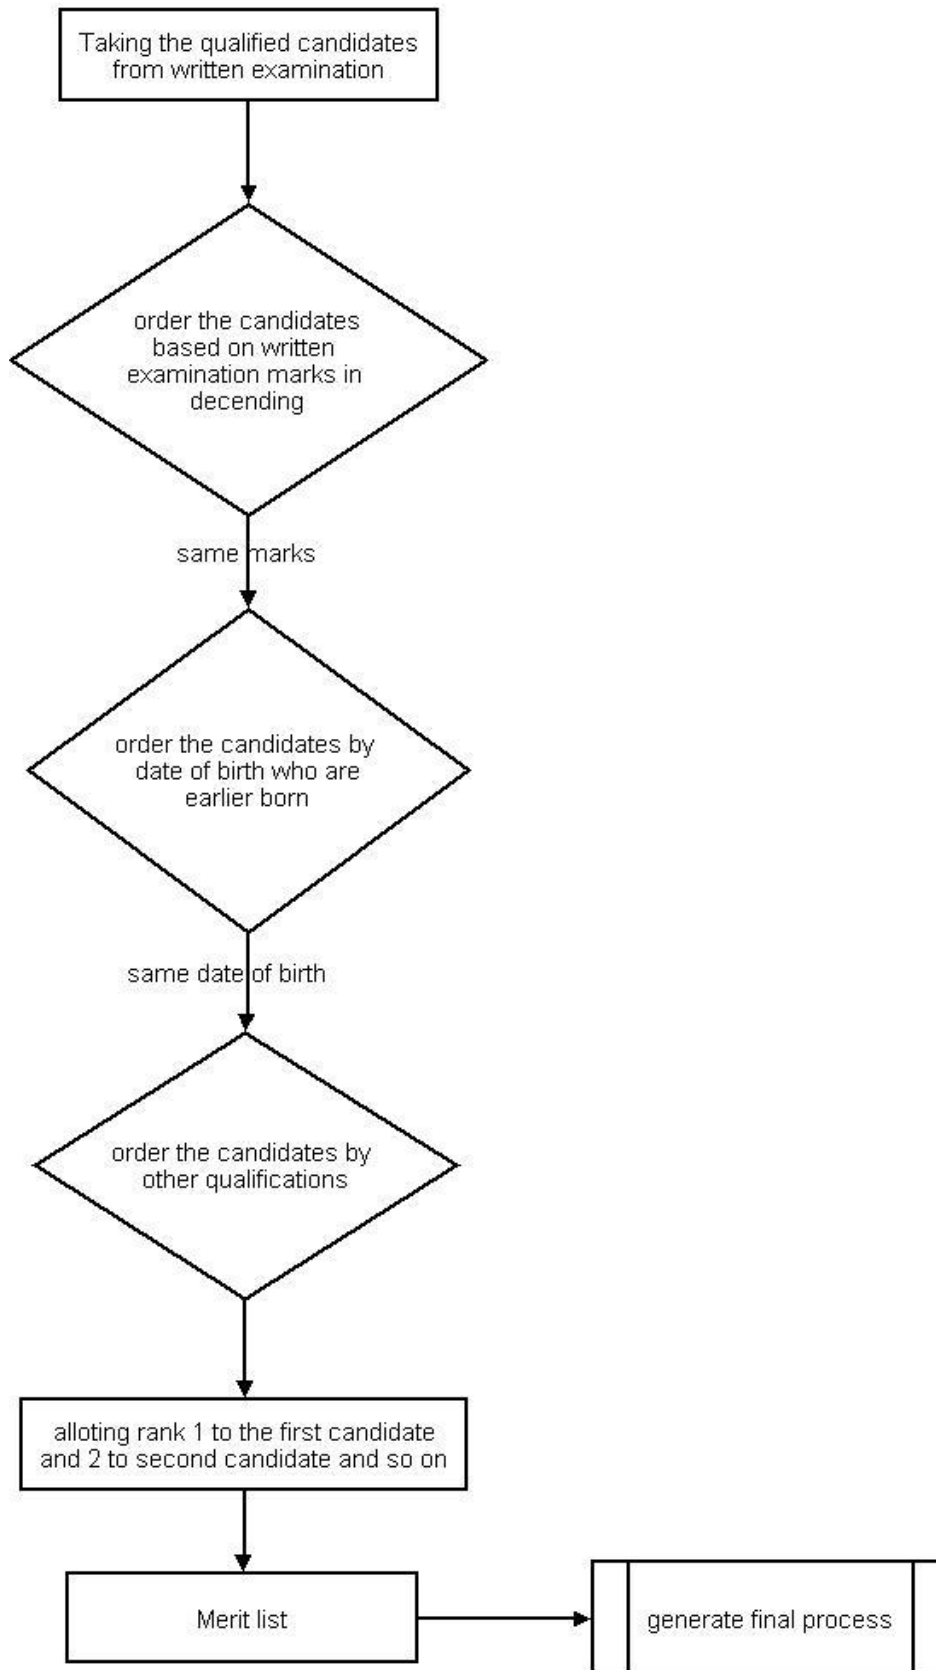 Taking the qualified candidates
from written examination
order the candidates
based on written
examination marks in
decending
same marks
order the candidates by
date of birth who are
earlier born
same date of birth
order the candidates by
other qualifications
alloting rank 1 to the first candidate
and 2 to second candidate and so on
Merit list
generate final process